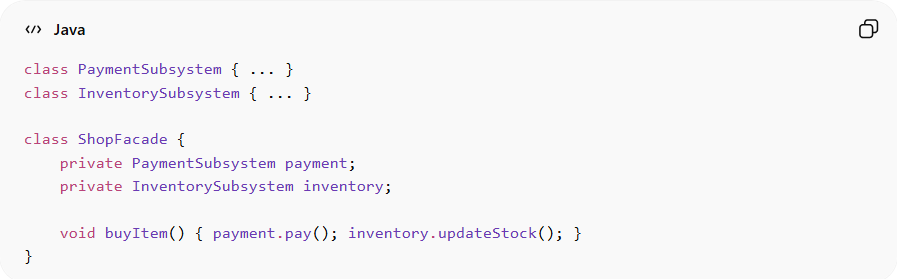 </> Java
class PaymentSubsystem { ... }
class InventorySubsystem { ... }

class ShopFacade {
    private PaymentSubsystem payment;
    private InventorySubsystem inventory;

    void buyItem() { payment.pay(); inventory.updateStock(); }
}